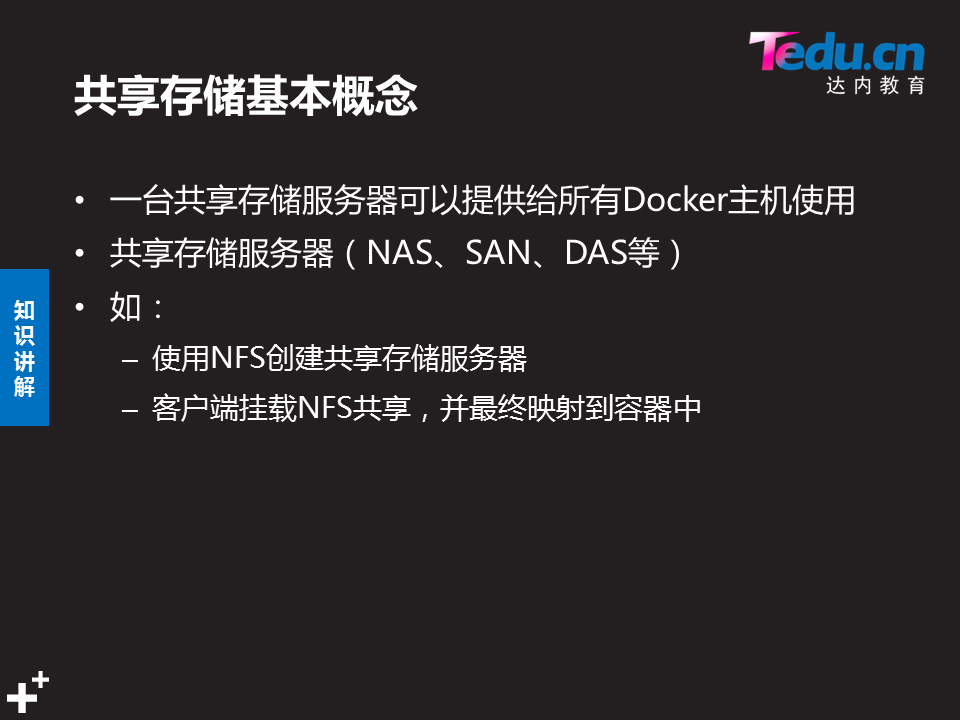 Tedu.cn
达内教育
共享存储基本概念
• 一台共享存储服务器可以提供给所有Docker主机使用
• 共享存储服务器（NAS、SAN、DAS等）
• 如：
– 使用NFS创建共享存储服务器
– 客户端挂载NFS共享，并最终映射到容器中
知
识
讲
解